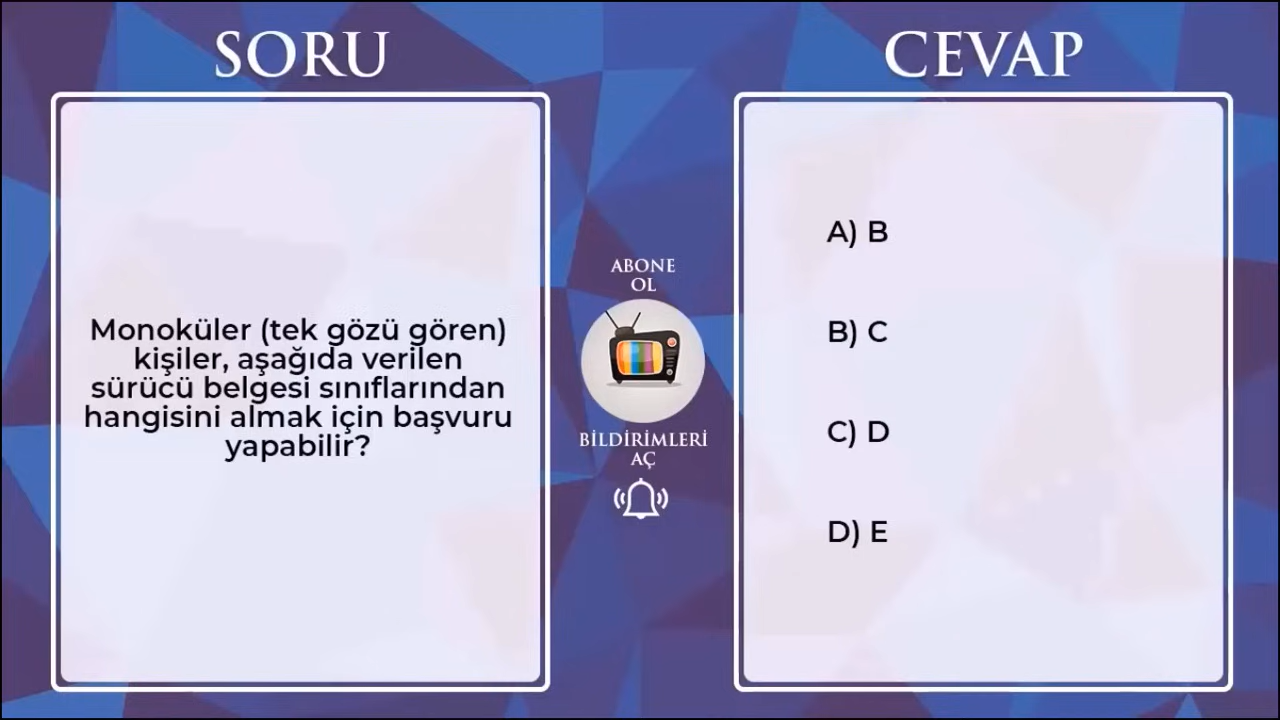 SORU
Monoküler (tek gözü gören)
kişiler, aşağıda verilen
sürücü belgesi sınıflarından
hangisini almak için başvuru
yapabilir?
ABONE
OL
BİLDİRİMLERİ
AÇ
CEVAP
A) B
B) C
C) D
D) E